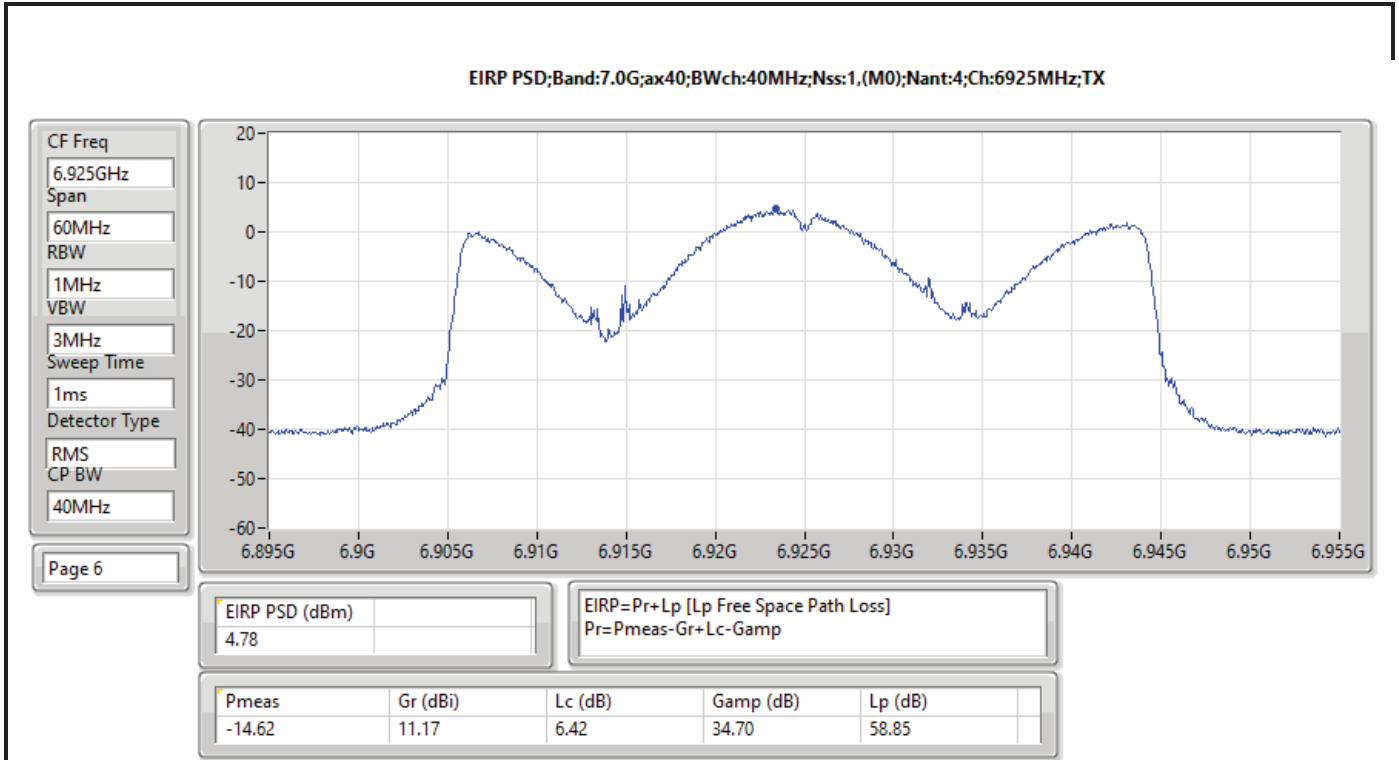 EIRP PSD;Band:7.0G;ax40;BWch:40MHz;Nss:1,(M0);Nant:4;Ch:6925MHz;TX
CF Freq
6.925GHz
Span
60MHz
RBW
1MHz
VBW
3MHz
Sweep Time
1ms
Detector Type
RMS
CP BW
40MHz
Page 6
20
10
0
-10
-20
-30
-40
-50
-60
6.895G 6.9G 6.905G 6.91G 6.915G 6.92G 6.925G 6.93G 6.935G 6.94G 6.945G 6.95G 6.955G
EIRP PSD (dBm)
4.78
EIRP=Pr+Lp [Lp Free Space Path Loss]
Pr=Pmeas-Gr+Lc-Gamp
Pmeas Gr (dBi) Lc (dB) Gamp (dB) Lp (dB)
-14.62 11.17 6.42 34.70 58.85